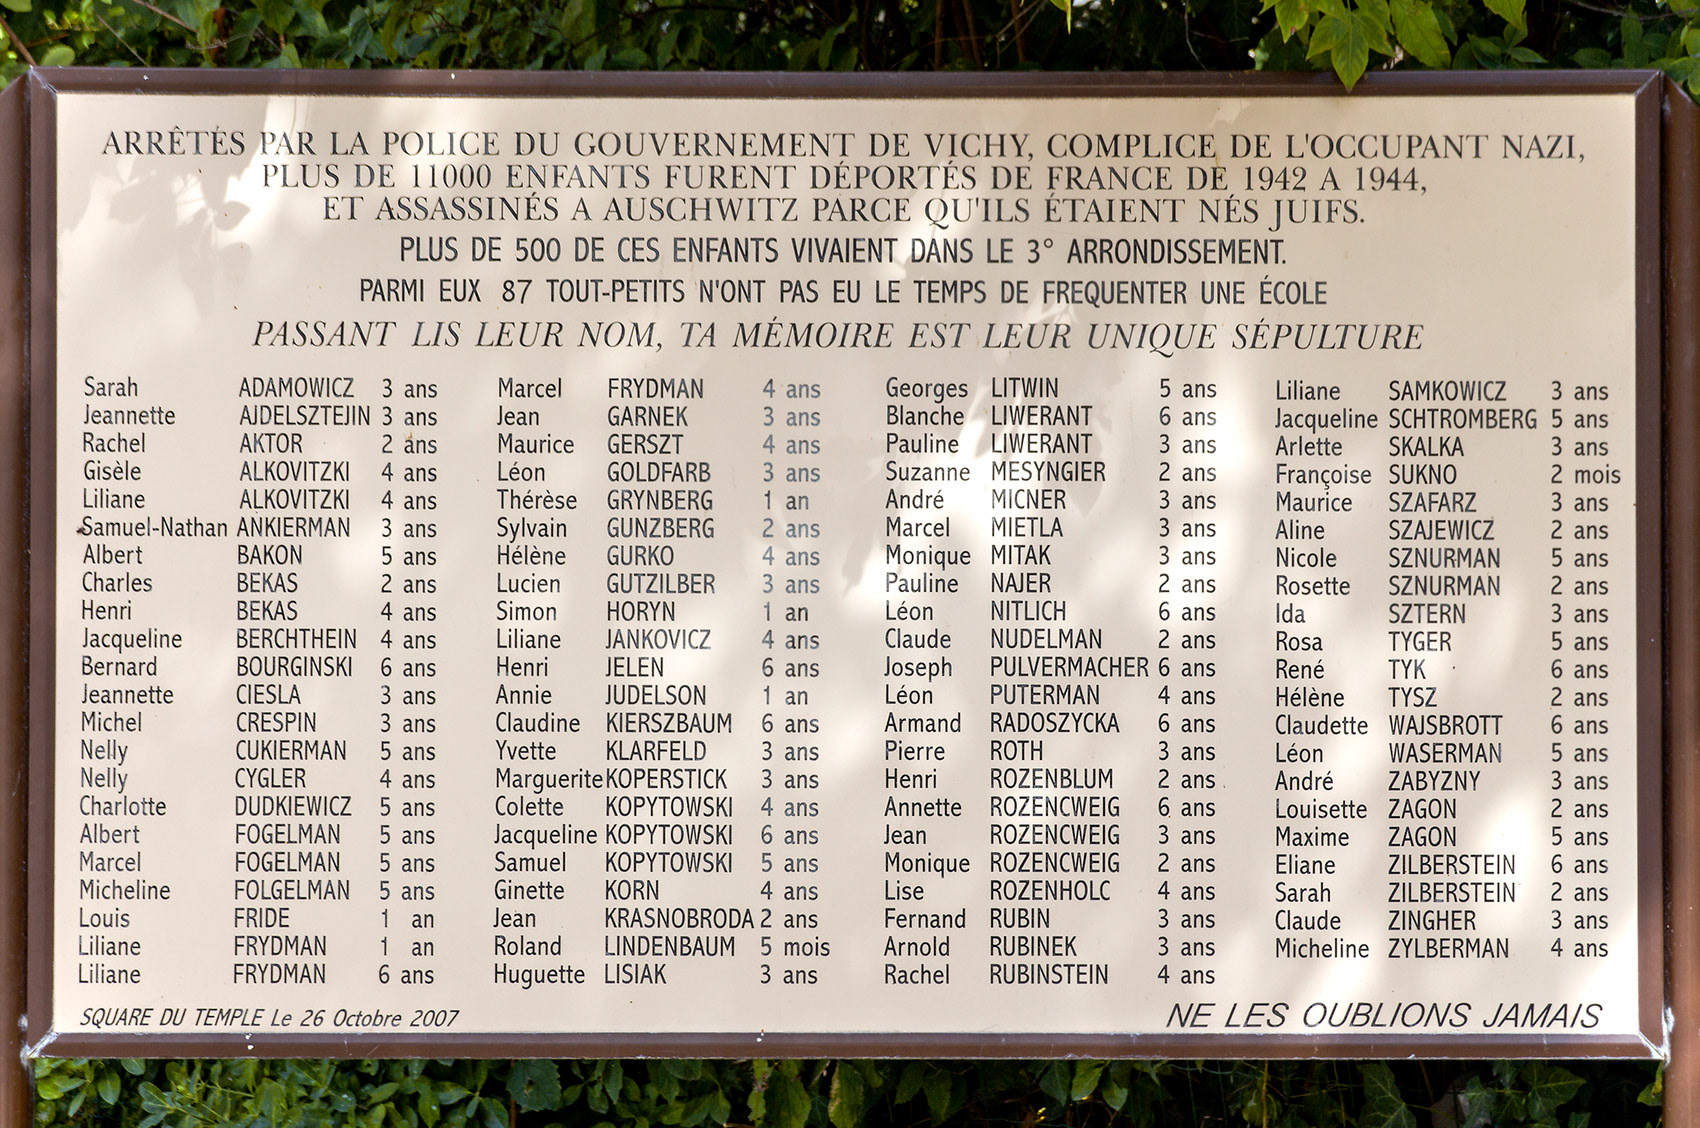 ARRÊTÉS PAR LA POLICE DU GOUVERNEMENT DE VICHY, COMPLICE DE L'OCCUPANT NAZI,
PLUS DE 11000 ENFANTS FURENT DÉPORTÉS DE FRANCE DE 1942 A 1944,
ET ASSASSINÉS A AUSCHWITZ PARCE QU'ILS ÉTAIENT NÉS JUIFS.
PLUS DE 500 DE CES ENFANTS VIVAIENT DANS LE 3° ARRONDISSEMENT.
PARMI EUX 87 TOUT-PETITS N'ONT PAS EU LE TEMPS DE FREQUENTER UNE ÉCOLE
PASSANT LIS LEUR NOM, TA MÉMOIRE EST LEUR UNIQUE SÉPULTURE
Sarah ADAMOWICZ 3 ans
Jeannette AJDELSZTEJIN 3 ans
Rachel AKTOR 2 ans
Gisèle ALKOVITZKI 4 ans
Liliane ALKOVITZKI 4 ans
Samuel-Nathan ANKIERMAN 3 ans
Albert BAKON 5 ans
Charles BEKAS 2 ans
Henri BEKAS 4 ans
Jacqueline BERCHTHEIN 4 ans
Bernard BOURGINSKI 6 ans
Jeannette CIESLA 3 ans
Michel CRESPIN 3 ans
Nelly CUKIERMAN 5 ans
Nelly CYGLER 4 ans
Charlotte DUDKIEWICZ 5 ans
Albert FOGELMAN 5 ans
Marcel FOGELMAN 5 ans
Micheline FOLGELMAN 5 ans
Louis FRIDE 1 an
Liliane FRYDMAN 1 an
Liliane FRYDMAN 6 ans
Marcel FRYDMAN 4 ans
Jean GARNEK 3 ans
Maurice GERSZT 4 ans
Léon GOLDFARB 3 ans
Thérèse GRYNBERG 1 an
Sylvain GUNZBERG 2 ans
Hélène GURKO 4 ans
Lucien GUTZILBER 3 ans
Simon HORYN 1 an
Liliane JANKOVICZ 4 ans
Henri JELEN 6 ans
Annie JUDELSON 1 an
Claudine KIERSZBAUM 6 ans
Yvette KLARFELD 3 ans
Marguerite KOPERSTICK 3 ans
Colette KOPYTOWSKI 4 ans
Jacqueline KOPYTOWSKI 6 ans
Samuel KOPYTOWSKI 5 ans
Ginette KORN 4 ans
Jean KRASNOBRODA 2 ans
Roland LINDENBAUM 5 mois
Huguette LISIAK 3 ans
Georges LITWIN 5 ans
Blanche LIWERANT 6 ans
Pauline LIWERANT 3 ans
Suzanne MESYNGIER 2 ans
André MICNER 3 ans
Marcel MIETLA 3 ans
Monique MITAK 3 ans
Pauline NAJER 2 ans
Léon NITLICH 6 ans
Claude NUDELMAN 2 ans
Joseph PULVERMACHER 6 ans
Léon PUTERMAN 4 ans
Armand RADOSZYCKA 6 ans
Pierre ROTH 3 ans
Henri ROZENBLUM 2 ans
Annette ROZENCWEIG 6 ans
Jean ROZENCWEIG 3 ans
Monique ROZENCWEIG 2 ans
Lise ROZENHOLC 4 ans
Fernand RUBIN 3 ans
Arnold RUBINEK 3 ans
Rachel RUBINSTEIN 4 ans
Liliane SAMKOWICZ 3 ans
Jacqueline SCHTROMBERG 5 ans
Arlette SKALKA 3 ans
Françoise SUKNO 2 mois
Maurice SZAFARZ 3 ans
Aline SZAJEWICZ 2 ans
Nicole SZNURMAN 5 ans
Rosette SZNURMAN 2 ans
Ida SZTERN 3 ans
Rosa TYGER 5 ans
René TYK 6 ans
Hélène TYSZ 2 ans
Claudette WAJSBROTT 6 ans
Léon WASERMAN 5 ans
André ZABYZNY 3 ans
Louisette ZAGON 2 ans
Maxime ZAGON 5 ans
Eliane ZILBERSTEIN 6 ans
Sarah ZILBERSTEIN 2 ans
Claude ZINGHER 3 ans
Micheline ZYLBERMAN 4 ans
SQUARE DU TEMPLE Le 26 Octobre 2007
NE LES OUBLIONS JAMAIS